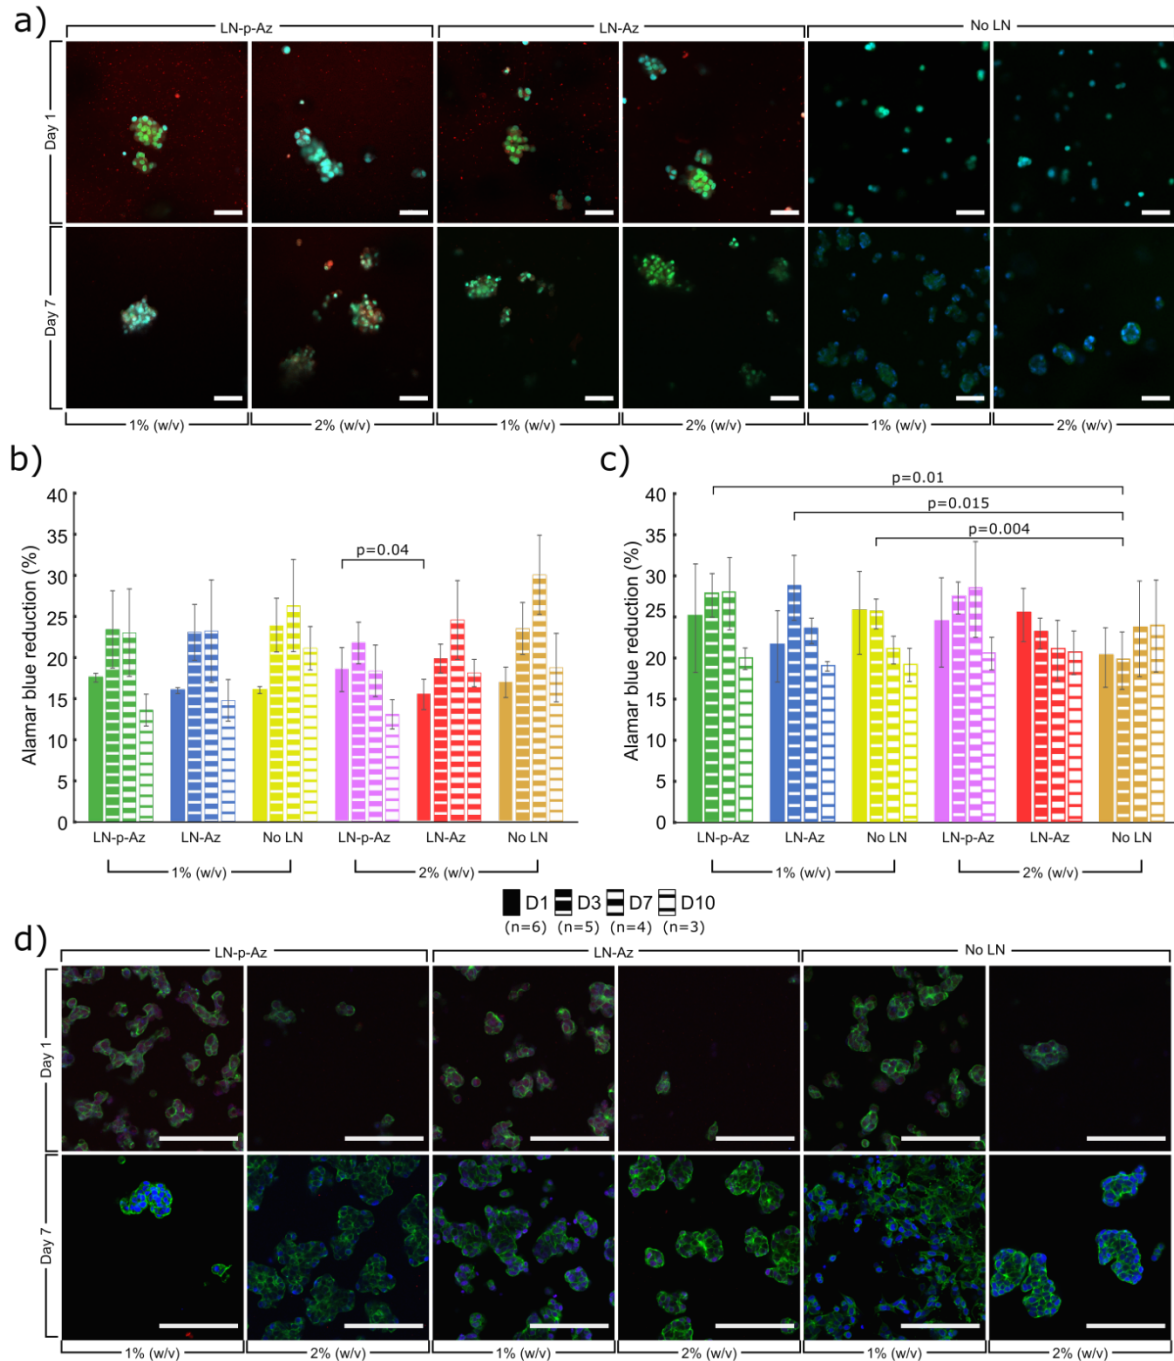 a)
LN-p-Az
LN-Az
No LN
Day 1
Day 7
1% (w/v)
2% (w/v)
1% (w/v)
2% (w/v)
1% (w/v)
2% (w/v)
b)
40
35
30
25
20
15
10
5
0
Alamar blue reduction (%)
p=0.04
LN-p-Az
LN-Az
No LN
LN-p-Az
LN-Az
No LN
1% (w/v)
2% (w/v)
c)
40
35
30
25
20
15
10
5
0
Alamar blue reduction (%)
p=0.01
p=0.015
p=0.004
LN-p-Az
LN-Az
No LN
LN-p-Az
LN-Az
No LN
1% (w/v)
2% (w/v)
D1 D3 D7 D10
(n=6) (n=5) (n=4) (n=3)
d)
LN-p-Az
LN-Az
No LN
Day 1
Day 7
1% (w/v)
2% (w/v)
1% (w/v)
2% (w/v)
1% (w/v)
2% (w/v)